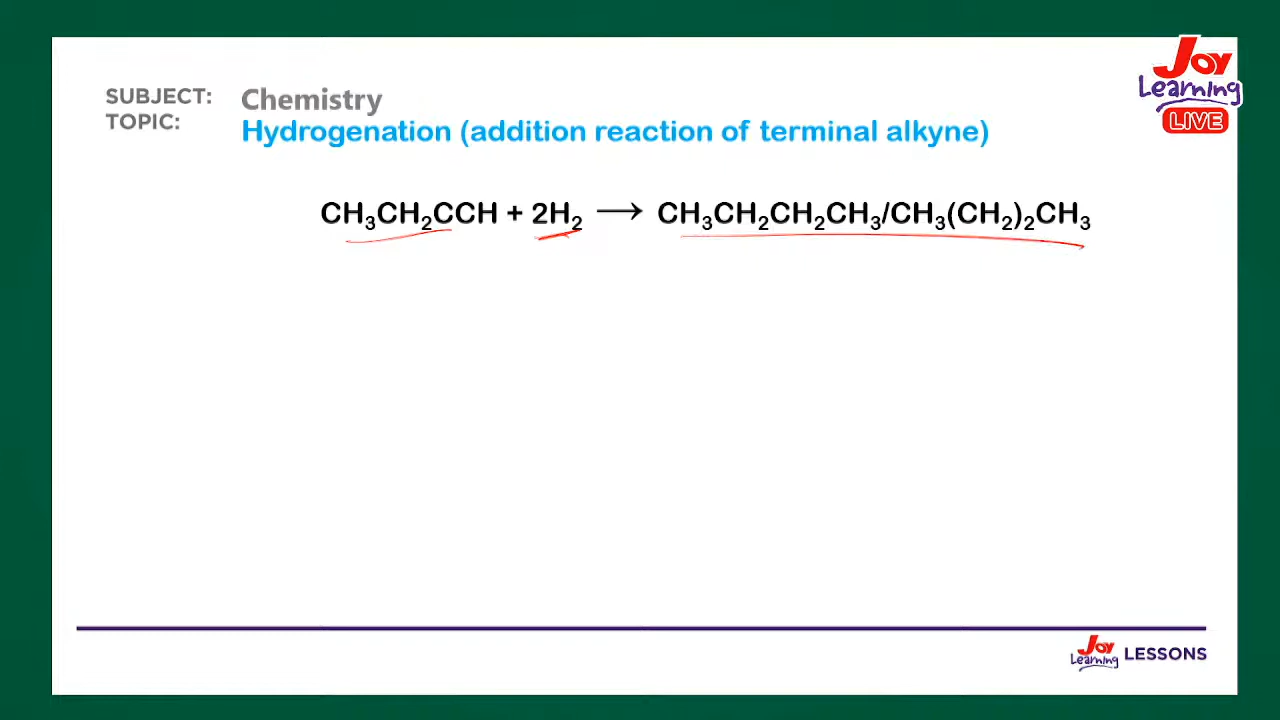 Joy
Learning
LIVE
SUBJECT: Chemistry
TOPIC: Hydrogenation (addition reaction of terminal alkyne)
CH₃CH₂CCH + 2H₂ → CH₃CH₂CH₂CH₃/CH₃(CH₂)₂CH₃
Joy
Learning LESSONS